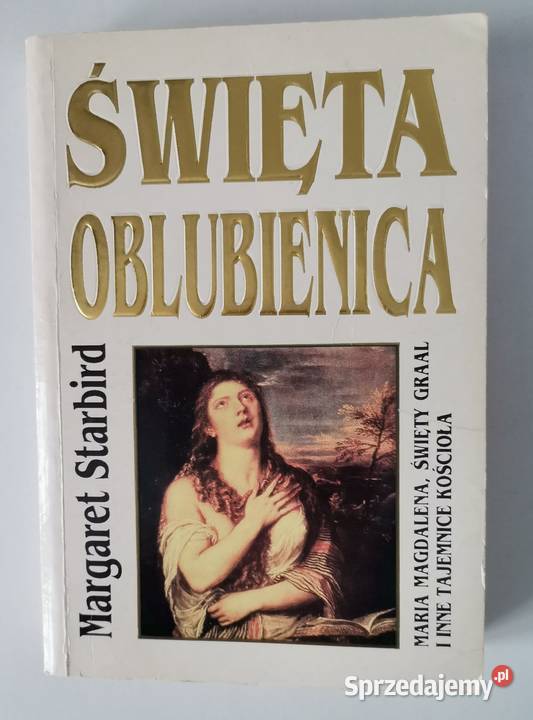 ŚWIĘTA
OBLUBIENICA
Margaret Starbird
MARIA MAGDALENA, ŚWIĘTY GRAAL
I INNE TAJEMNICE KOŚCIOŁA
Sprzedajemy.pl